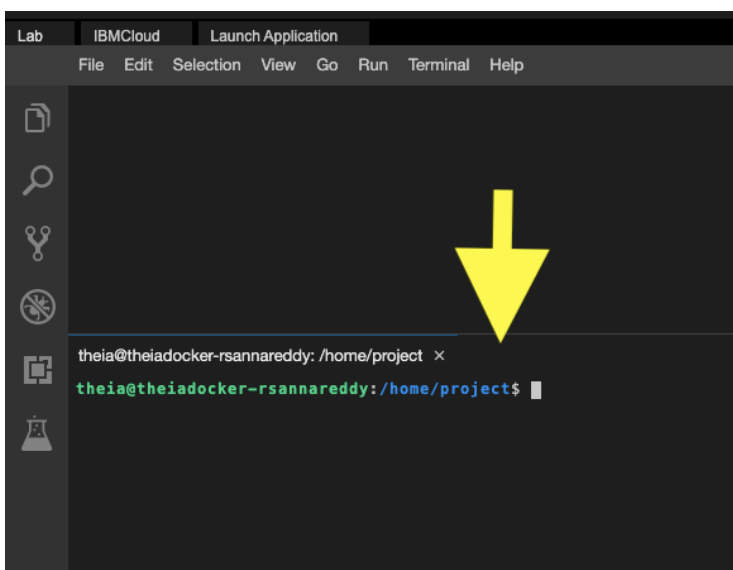 Lab IBMCloud Launch Application
File Edit Selection View Go Run Terminal Help
theia@theiadocker-rsannareddy: /home/project ×
theia@theiadocker-rsannareddy:/home/project$